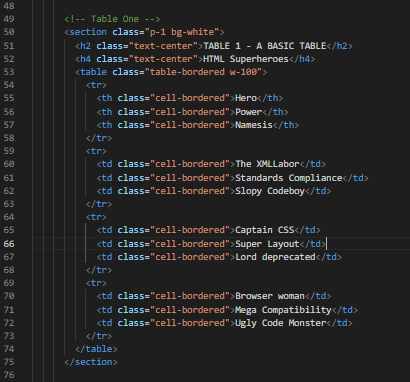 48
49 <!-- Table One -->
50 <section class="p-1 bg-white">
51 <h2 class="text-center">TABLE 1 - A BASIC TABLE</h2>
52 <h4 class="text-center">HTML Superheroes</h4>
53 <table class="table-bordered w-100">
54 <tr>
55 <th class="cell-bordered">Hero</th>
56 <th class="cell-bordered">Power</th>
57 <th class="cell-bordered">Namesis</th>
58 </tr>
59 <tr>
60 <td class="cell-bordered">The XMLLabor</td>
61 <td class="cell-bordered">Standards Compliance</td>
62 <td class="cell-bordered">Slopy Codeboy</td>
63 </tr>
64 <tr>
65 <td class="cell-bordered">Captain CSS</td>
66 <td class="cell-bordered">Super Layout</td>
67 <td class="cell-bordered">Lord deprecated</td>
68 </tr>
69 <tr>
70 <td class="cell-bordered">Browser woman</td>
71 <td class="cell-bordered">Mega Compatibility</td>
72 <td class="cell-bordered">Ugly Code Monster</td>
73 </tr>
74 </table>
75 </section>
76